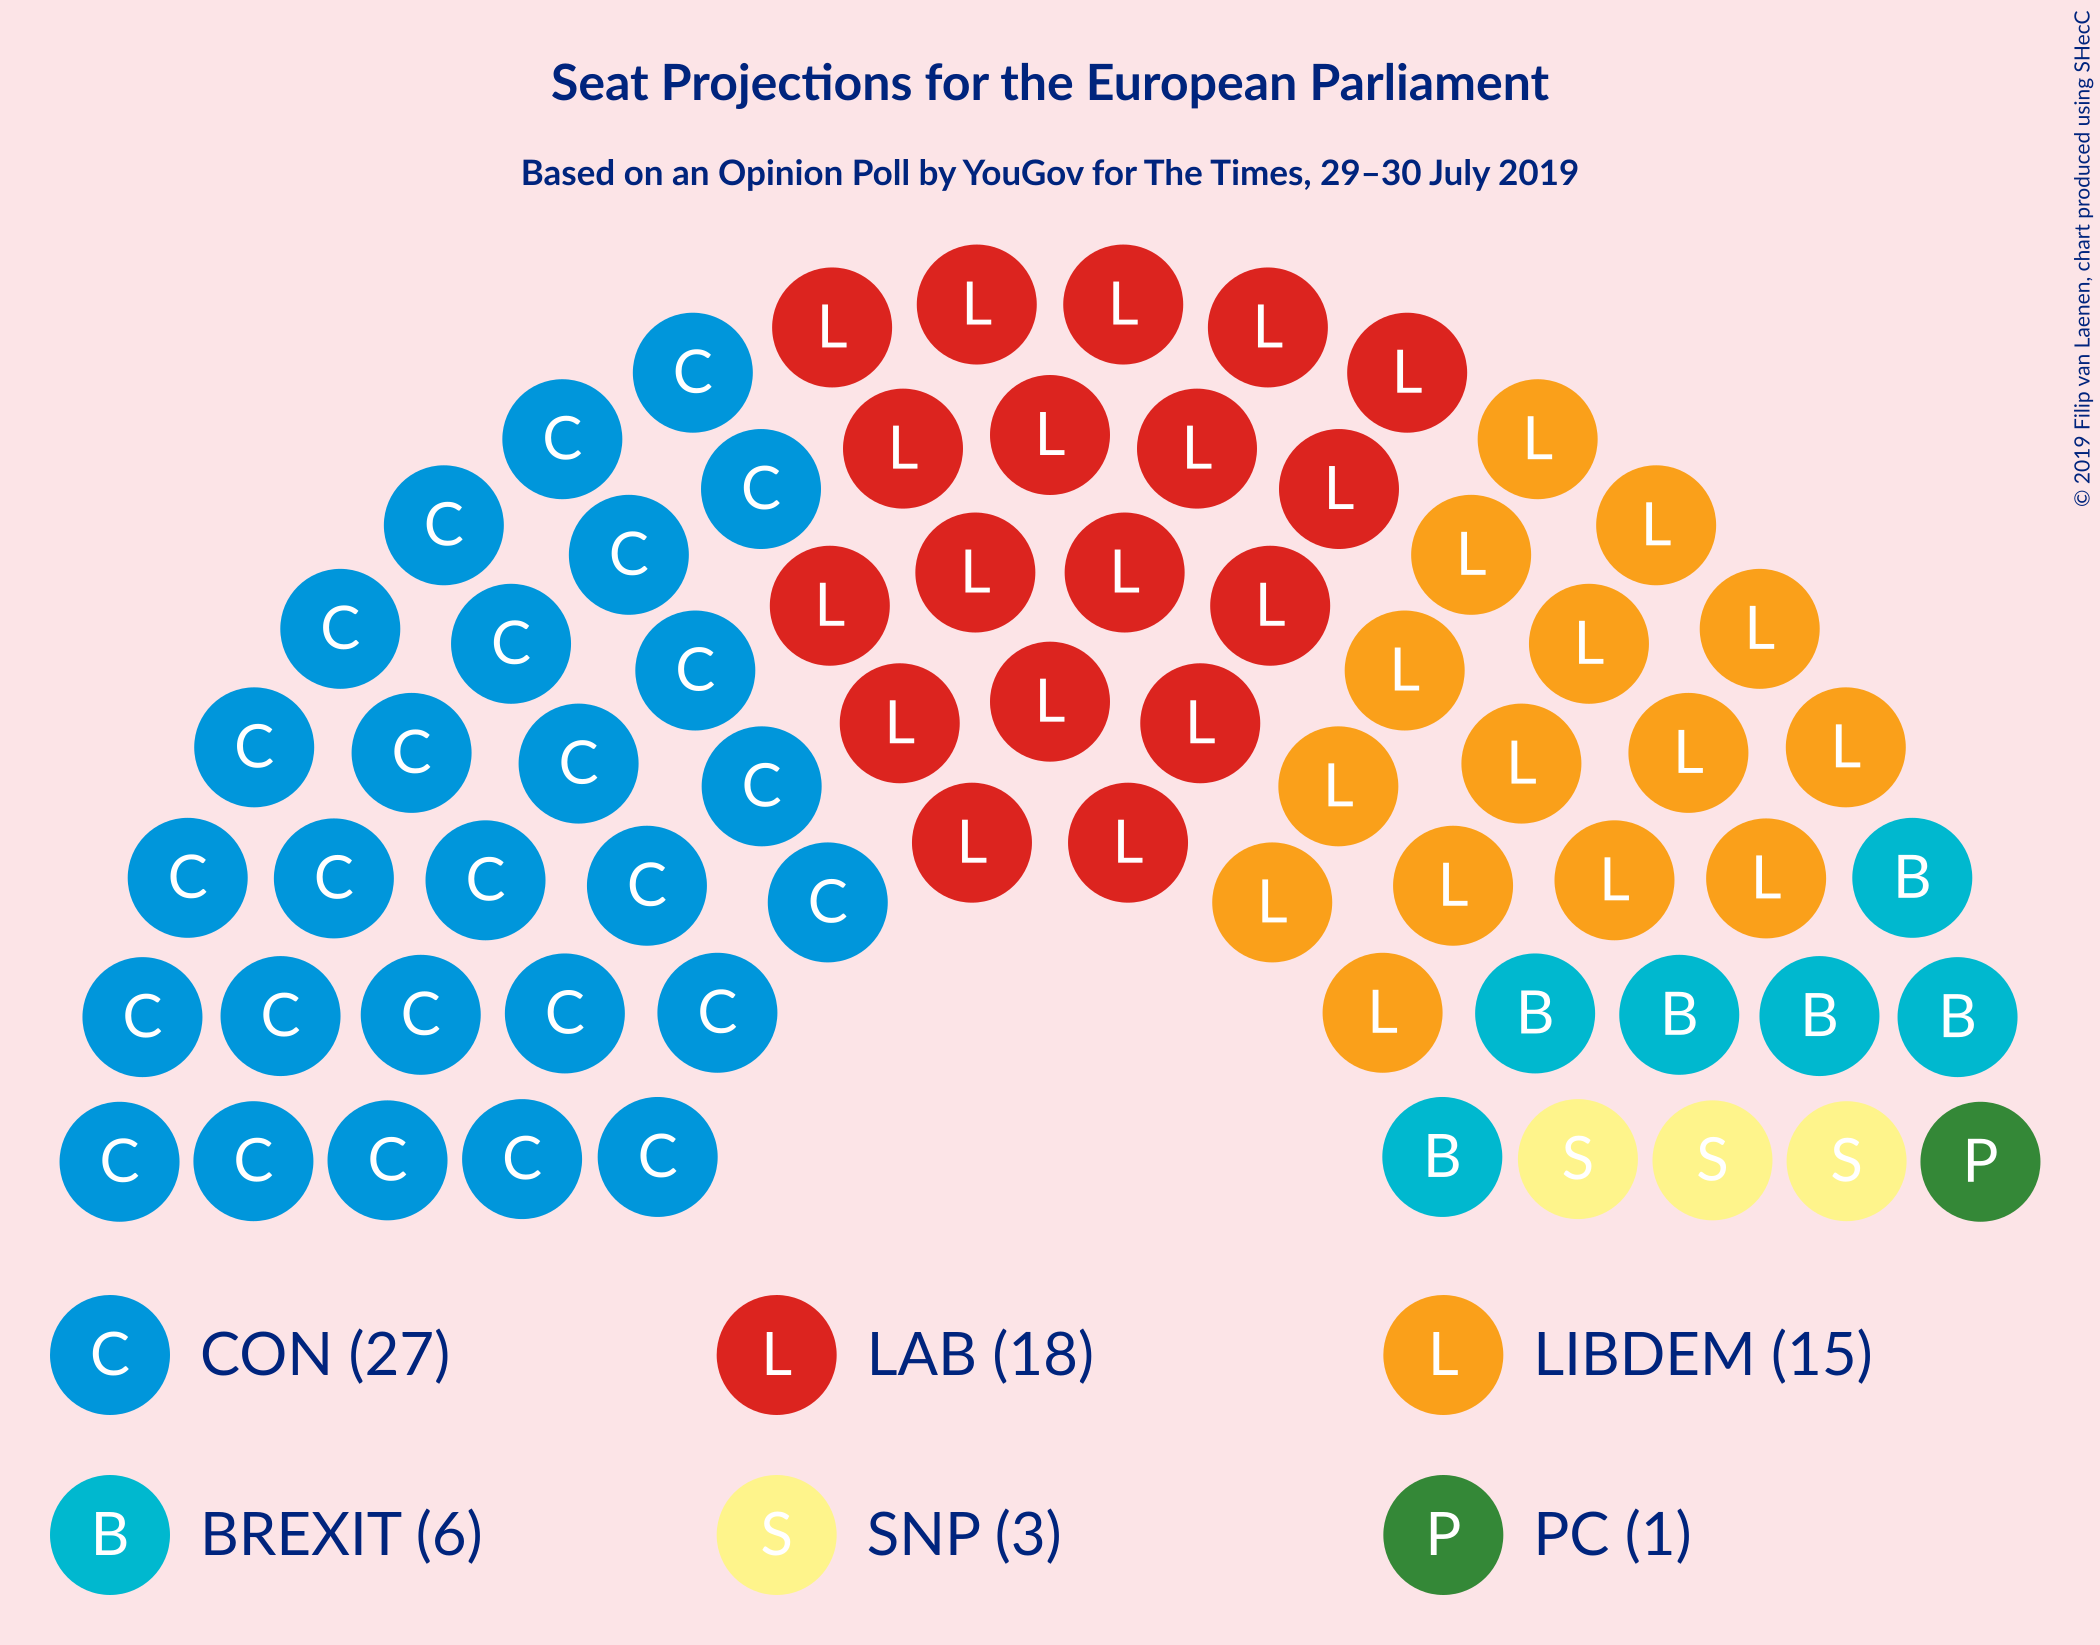 Seat Projections for the European Parliament
Based on an Opinion Poll by YouGov for The Times, 29–30 July 2019
© 2019 Filip van Laenen, chart produced using SHecC
L L
L L
C L
L L L
C L
C L
C L
L L
C L
L L
C L
C L
C L
C L
L
L L
C L
C L
C L
C L
L L
C C C C
C L
L L L B
C L
C C C C C
L B B B B
C C C C C
B S S S P
C CON (27)
L LAB (18)
L LIBDEM (15)
B BREXIT (6)
S SNP (3)
P PC (1)